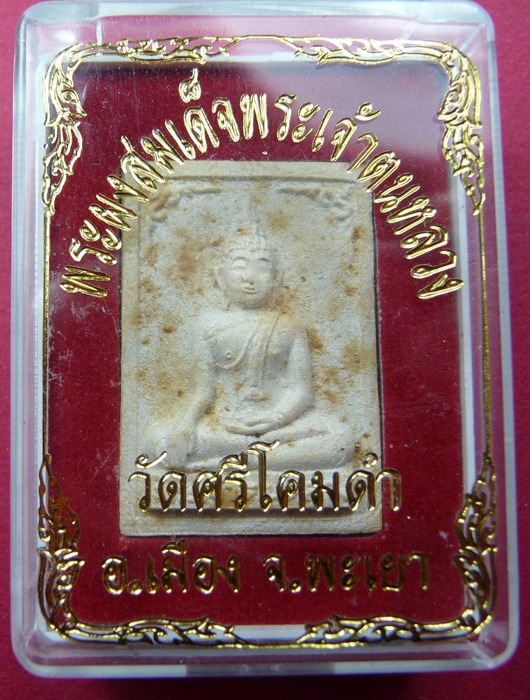 พระผงสมเด็จพระเจ้าตนหลวง
วัดศรีโคมดำ
อ.เมือง จ.พะเยา